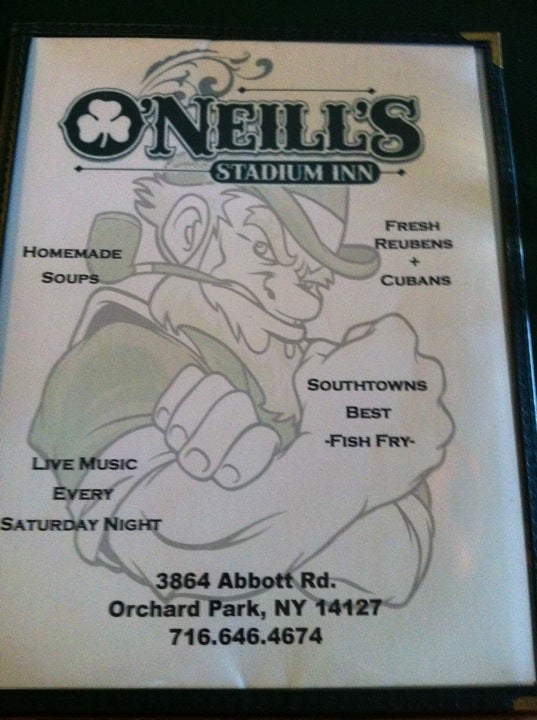 O'NEILL'S
STADIUM INN
HOMEMADE
SOUPS
FRESH
REUBENS
+
CUBANS
SOUTHTOWNS
BEST
-FISH FRY-
LIVE MUSIC
EVERY
SATURDAY NIGHT
3864 Abbott Rd.
Orchard Park, NY 14127
716.646.4674